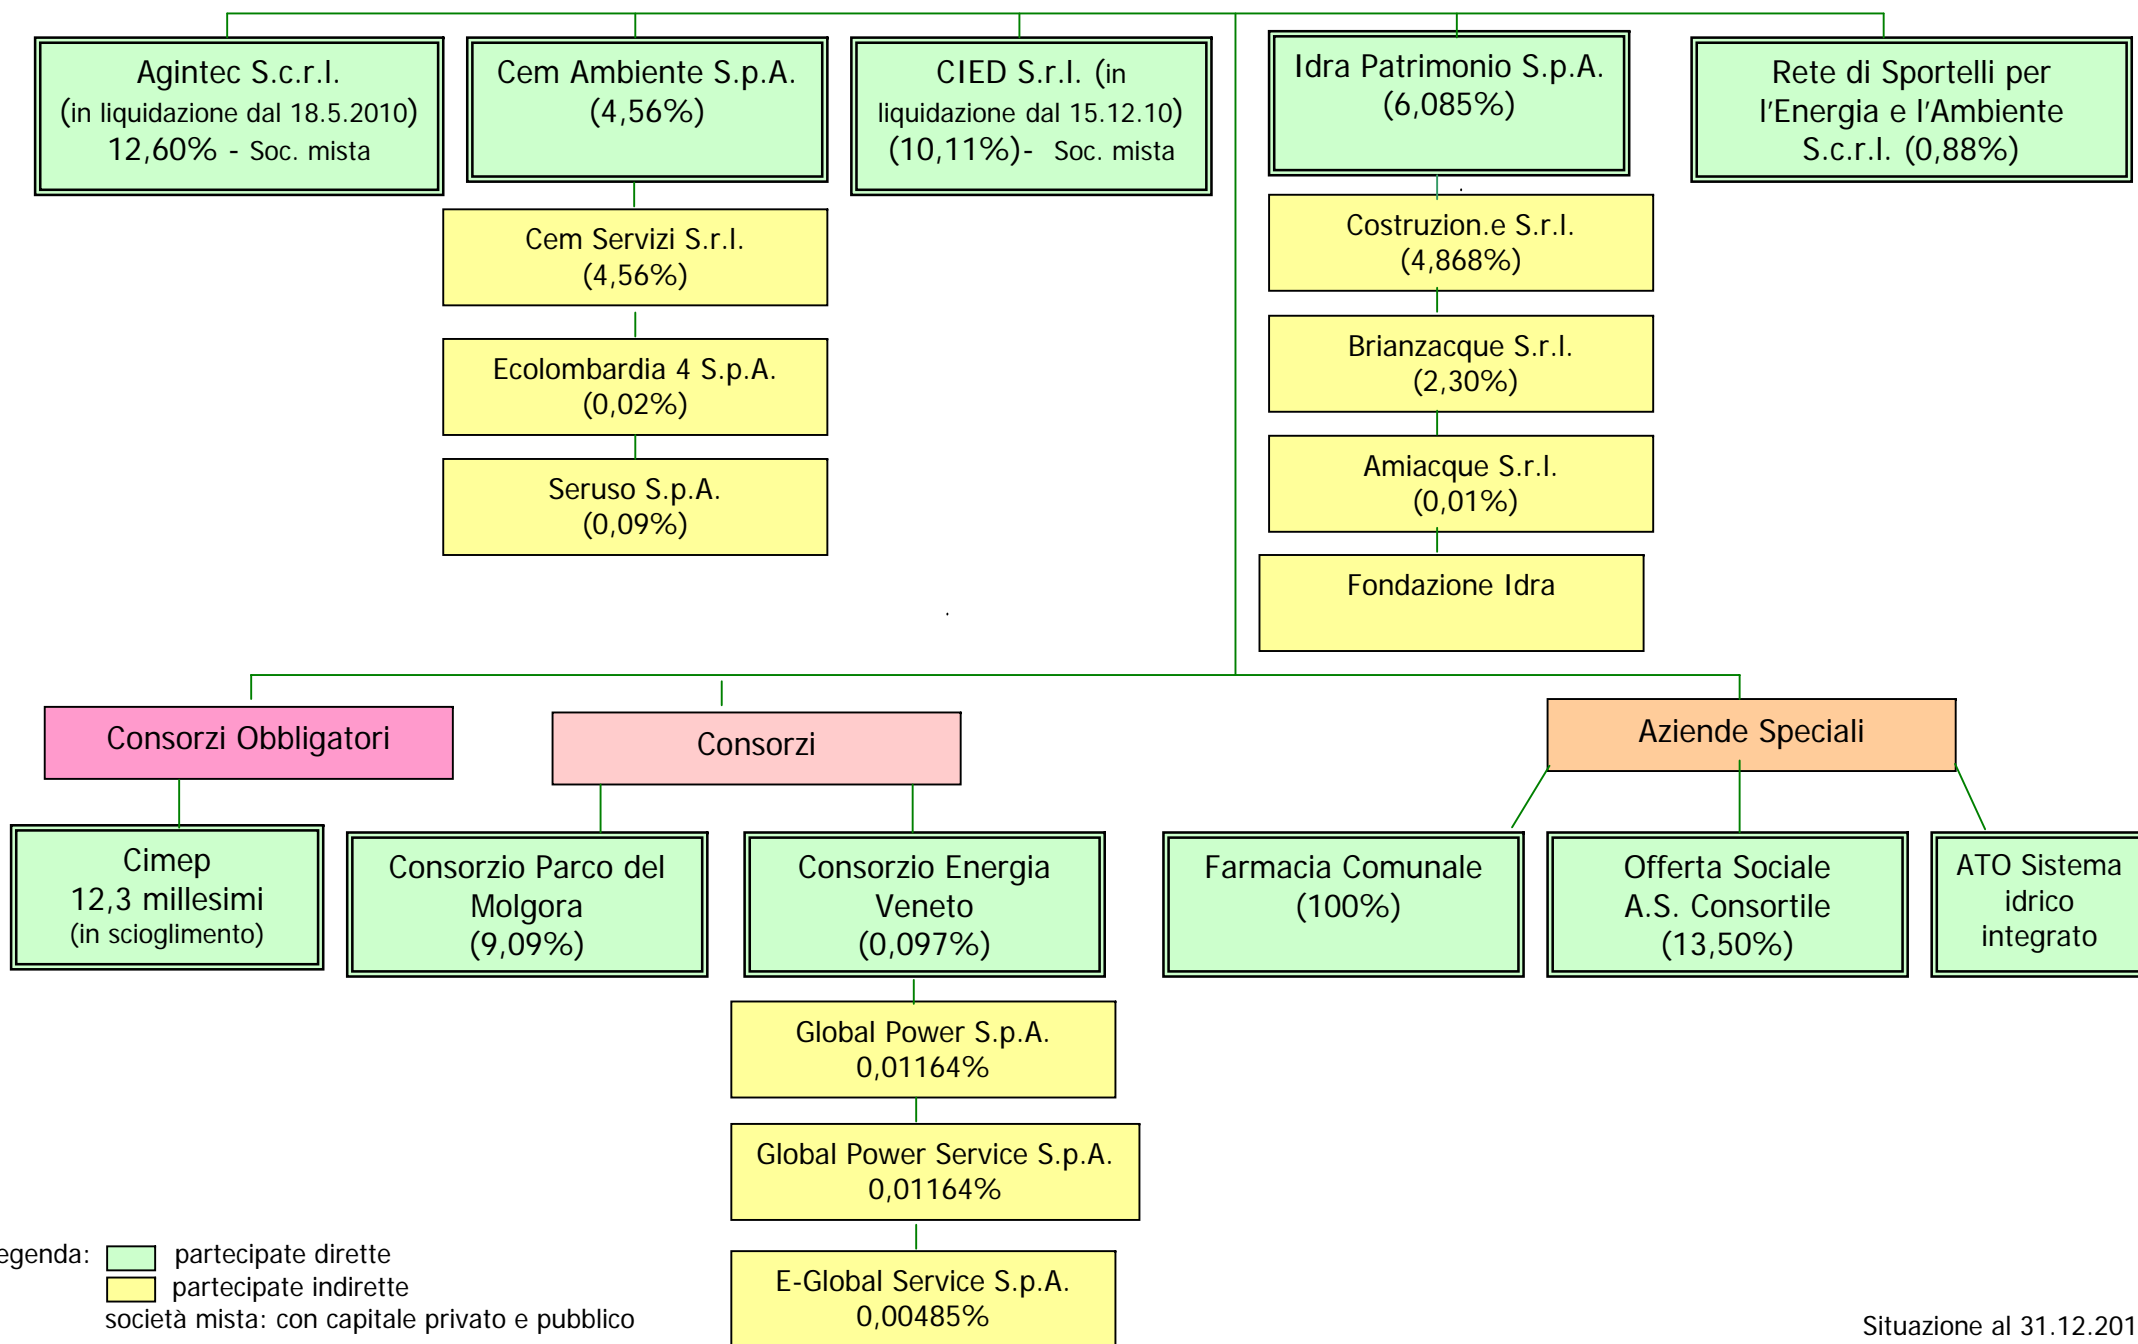 Agintec S.c.r.l.
(in liquidazione dal 18.5.2010)
12,60% - Soc. mista
Cem Ambiente S.p.A.
(4,56%)
CIED S.r.l. (in
liquidazione dal 15.12.10)
(10,11%)- Soc. mista
Idra Patrimonio S.p.A.
(6,085%)
Rete di Sportelli per
l'Energia e l'Ambiente
S.c.r.l. (0,88%)
Cem Servizi S.r.l.
(4,56%)
Ecolombardia 4 S.p.A.
(0,02%)
Seruso S.p.A.
(0,09%)
Costruzion.e S.r.l.
(4,868%)
Brianzacque S.r.l.
(2,30%)
Amiacque S.r.l.
(0,01%)
Fondazione Idra
Consorzi Obbligatori
Consorzi
Aziende Speciali
Cimep
12,3 millesimi
(in scioglimento)
Consorzio Parco del
Molgora
(9,09%)
Consorzio Energia
Veneto
(0,097%)
Farmacia Comunale
(100%)
Offerta Sociale
A.S. Consortile
(13,50%)
ATO Sistema
idrico
integrato
Global Power S.p.A.
0,01164%
Global Power Service S.p.A.
0,01164%
E-Global Service S.p.A.
0,00485%
egenda: partecipate dirette
partecipate indirette
società mista: con capitale privato e pubblico
Situazione al 31.12.201